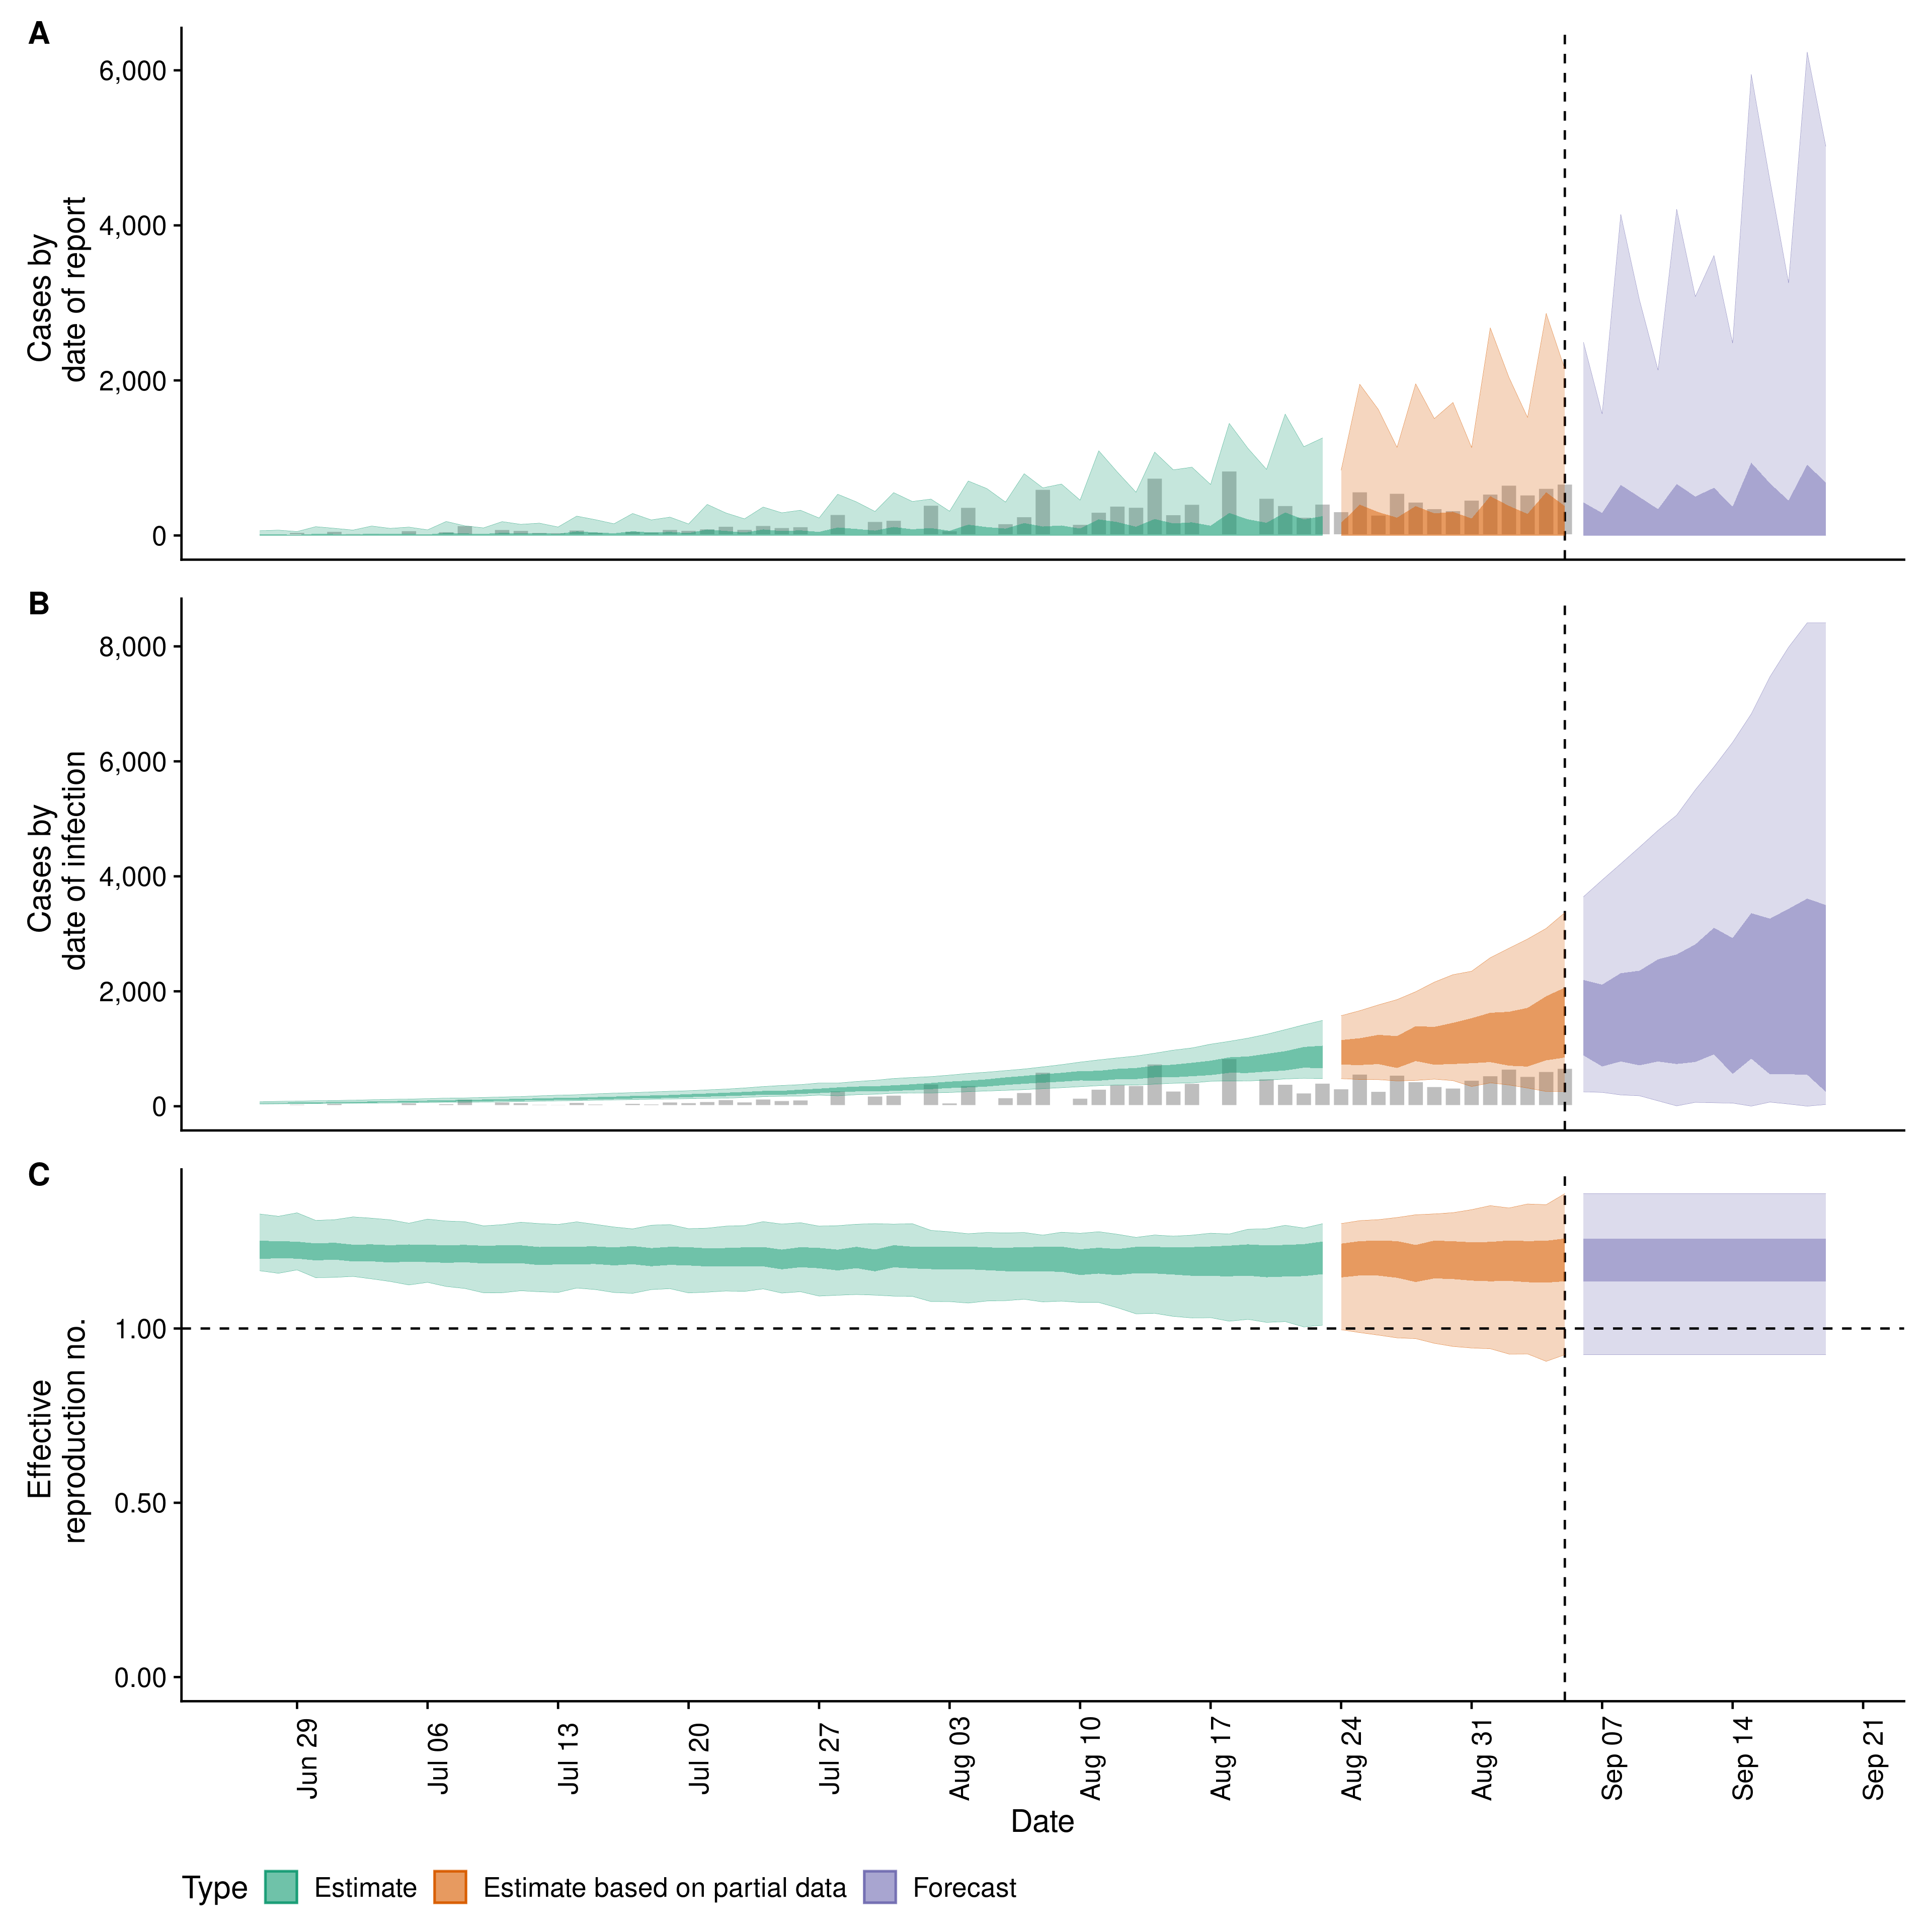 A
Cases by
date of report
6,000
4,000
2,000
0
B
Cases by
date of infection
8,000
6,000
4,000
2,000
0
C
Effective
reproduction no.
1.00
0.50
0.00
Jun 29
Jul 06
Jul 13
Jul 20
Jul 27
Aug 03
Aug 10
Aug 17
Aug 24
Aug 31
Sep 07
Sep 14
Sep 21
Date
Type Estimate Estimate based on partial data Forecast